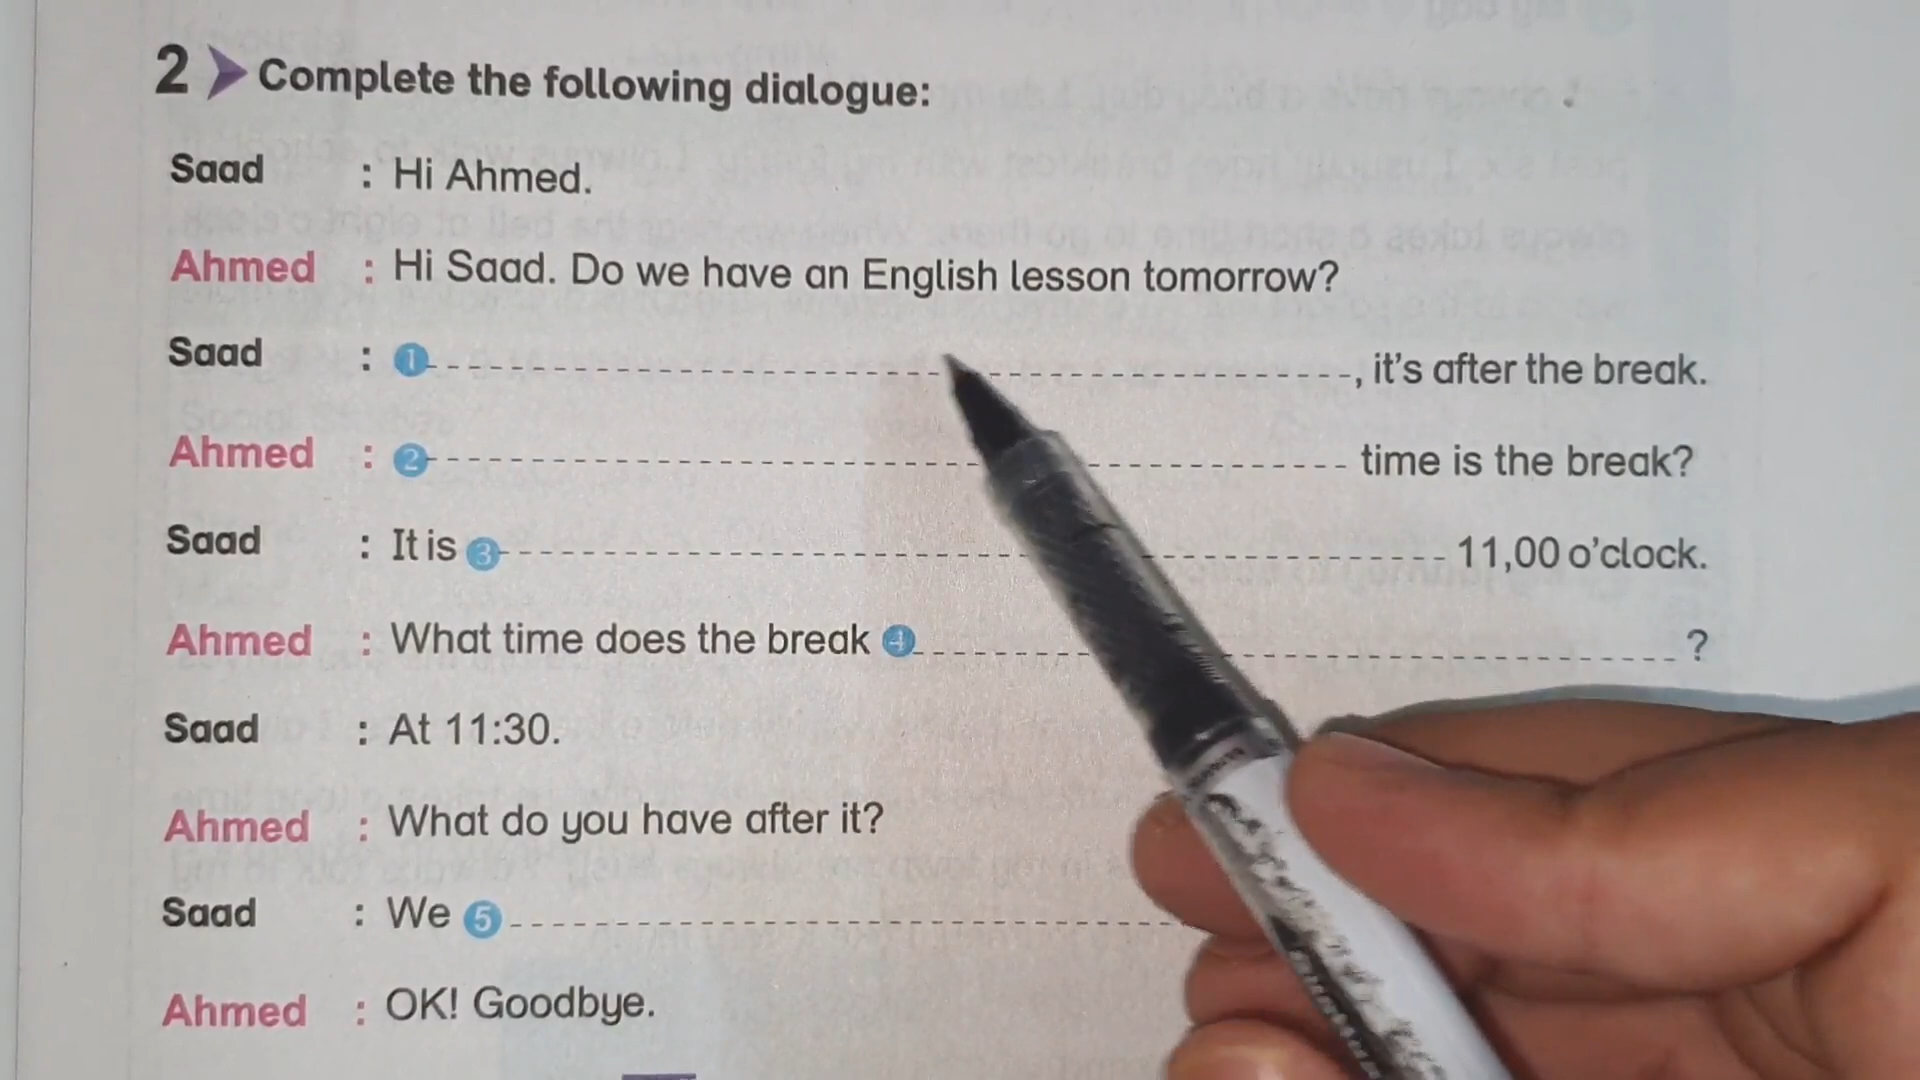 2 Complete the following dialogue:
Saad : Hi Ahmed.
Ahmed : Hi Saad. Do we have an English lesson tomorrow?
Saad : 1 , it's after the break.
Ahmed : 2 time is the break?
Saad : It is 3 11,00 o'clock.
Ahmed : What time does the break 4 ?
Saad : At 11:30.
Ahmed : What do you have after it?
Saad : We 5
Ahmed : OK! Goodbye.